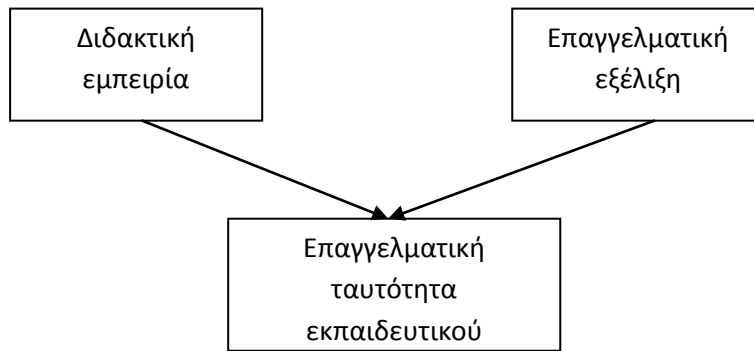 Διδακτική
εμπειρία
Επαγγελματική
εξέλιξη
Επαγγελματική
ταυτότητα
εκπαιδευτικού